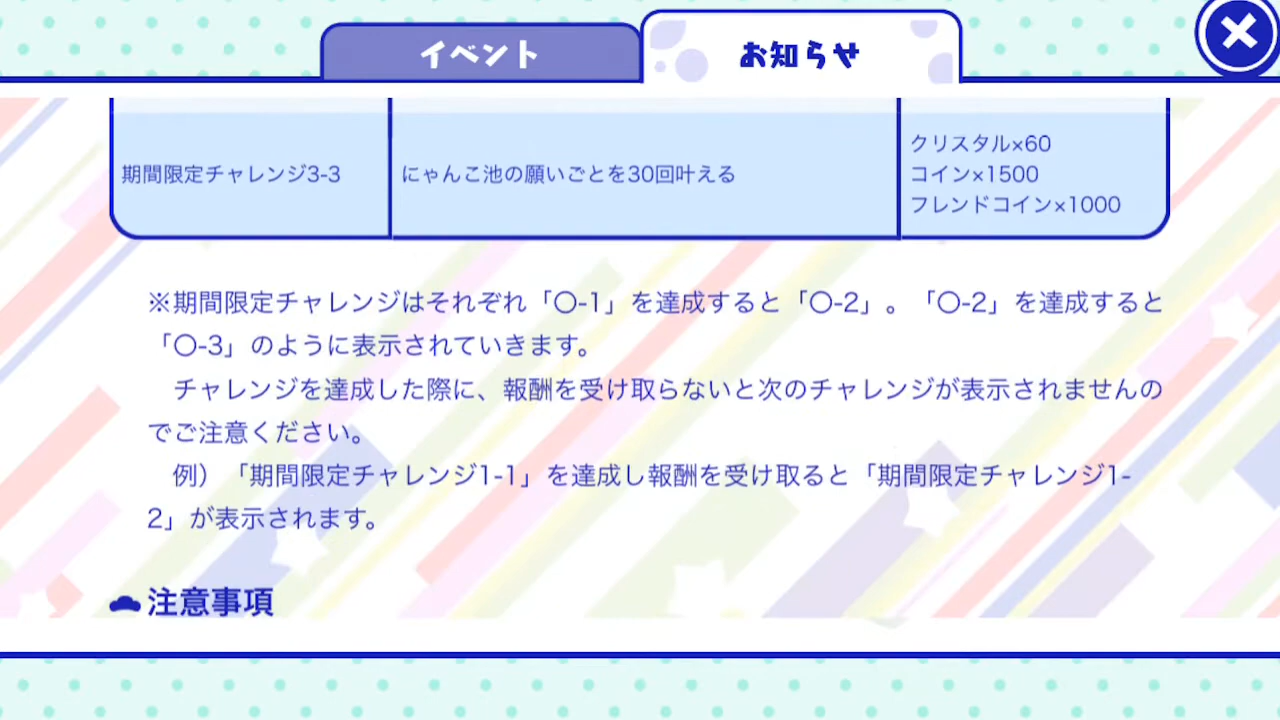 イベント
お知らせ
期間限定チャレンジ3-3
にゃんこ池の願いごとを30回叶える
クリスタル×60
コイン×1500
フレンドコイン×1000
※期間限定チャレンジはそれぞれ「〇-1」を達成すると「〇-2」。「〇-2」を達成すると
「〇-3」のように表示されていきます。
チャレンジを達成した際に、報酬を受け取らないと次のチャレンジが表示されませんの
でご注意ください。
例）「期間限定チャレンジ1-1」を達成し報酬を受け取ると「期間限定チャレンジ1-
2」が表示されます。
注意事項